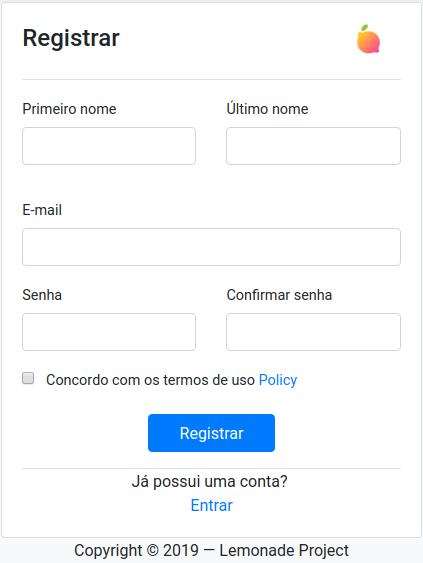 Registrar
Primeiro nome Último nome
E-mail
Senha Confirmar senha
Concordo com os termos de uso Policy
Registrar
Já possui uma conta?
Entrar
Copyright © 2019 — Lemonade Project